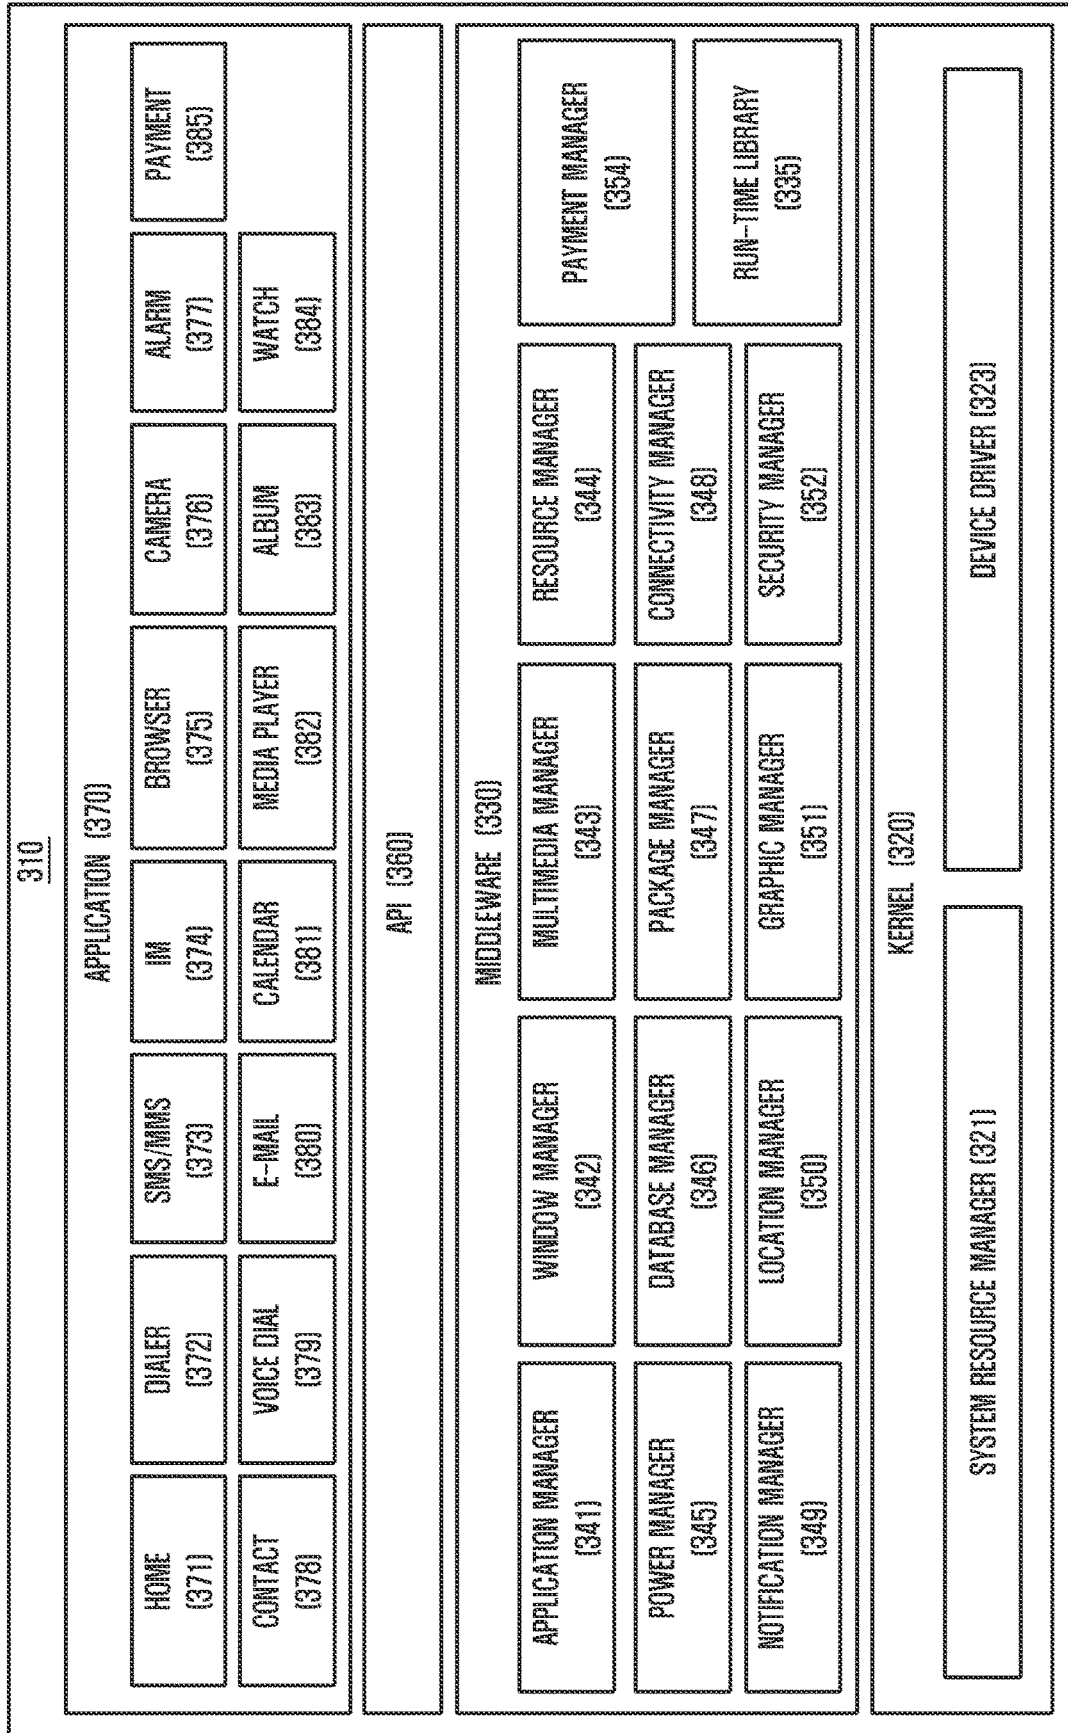 310
APPLICATION (370)
HOME
(371)
DIALER
(372)
SMS/MMS
(373)
IM
(374)
BROWSER
(375)
CAMERA
(376)
ALARM
(377)
PAYMENT
(385)
CONTACT
(378)
VOICE DIAL
(379)
E-MAIL
(380)
CALENDAR
(381)
MEDIA PLAYER
(382)
ALBUM
(383)
WATCH
(384)
API (360)
MIDDLEWARE (330)
APPLICATION MANAGER
(341)
WINDOW MANAGER
(342)
MULTIMEDIA MANAGER
(343)
RESOURCE MANAGER
(344)
PAYMENT MANAGER
(354)
POWER MANAGER
(345)
DATABASE MANAGER
(346)
PACKAGE MANAGER
(347)
CONNECTIVITY MANAGER
(348)
RUN-TIME LIBRARY
(335)
NOTIFICATION MANAGER
(349)
LOCATION MANAGER
(350)
GRAPHIC MANAGER
(351)
SECURITY MANAGER
(352)
KERNEL (320)
SYSTEM RESOURCE MANAGER (321)
DEVICE DRIVER (323)